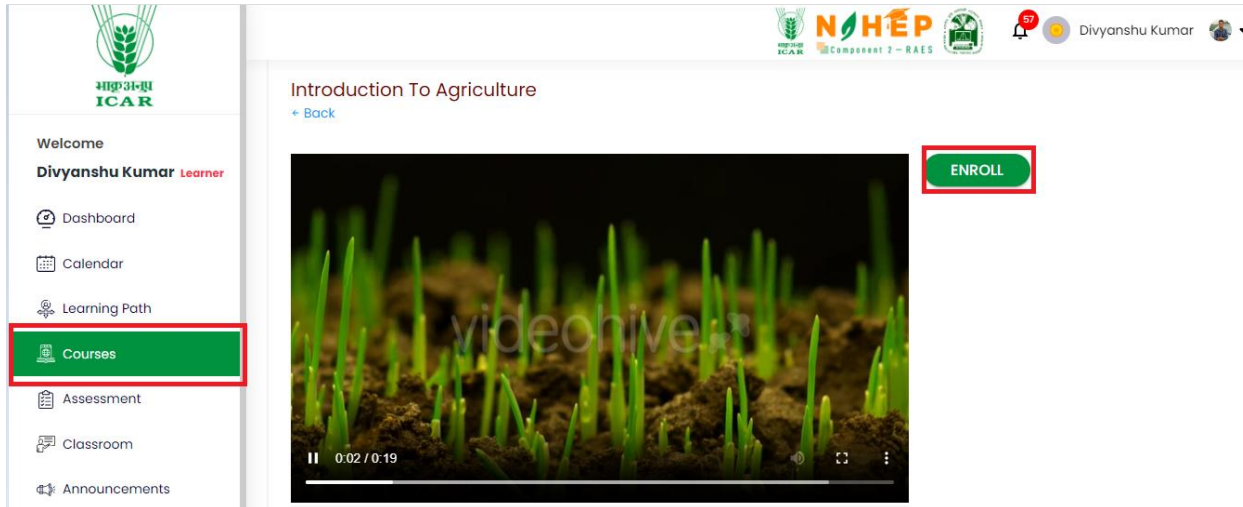 भाकृअनुप
ICAR
Welcome
Divyanshu Kumar Learner
Dashboard
Calendar
Learning Path
Courses
Assessment
Classroom
Announcements
ICAR
NAHEP
Component 2 – RAES
57
Divyanshu Kumar
Introduction To Agriculture
← Back
ENROLL
videohive
0:02 / 0:19